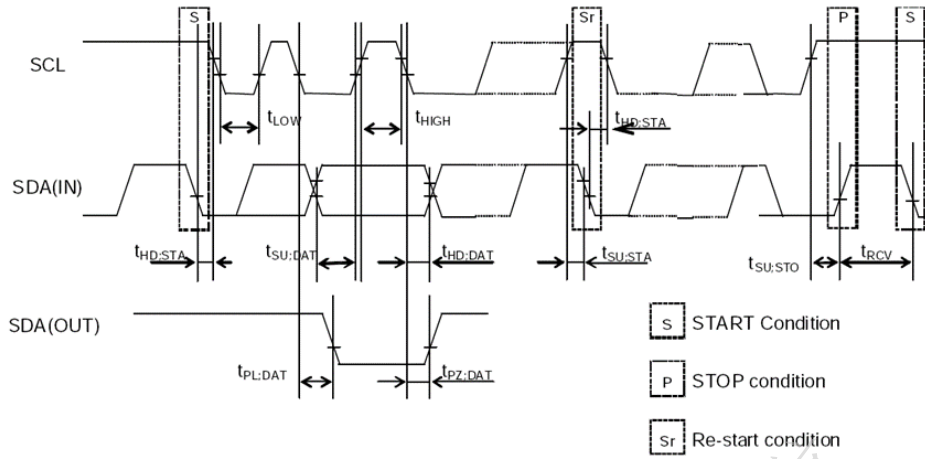 S Sr P S
SCL
tLOW tHIGH tHD;STA
SDA(IN)
tHD;STA tSU;DAT tHD;DAT tSU;STA tSU;STO tRCV
SDA(OUT)
S START Condition
tPL;DAT tPZ;DAT
P STOP condition
Sr Re-start condition